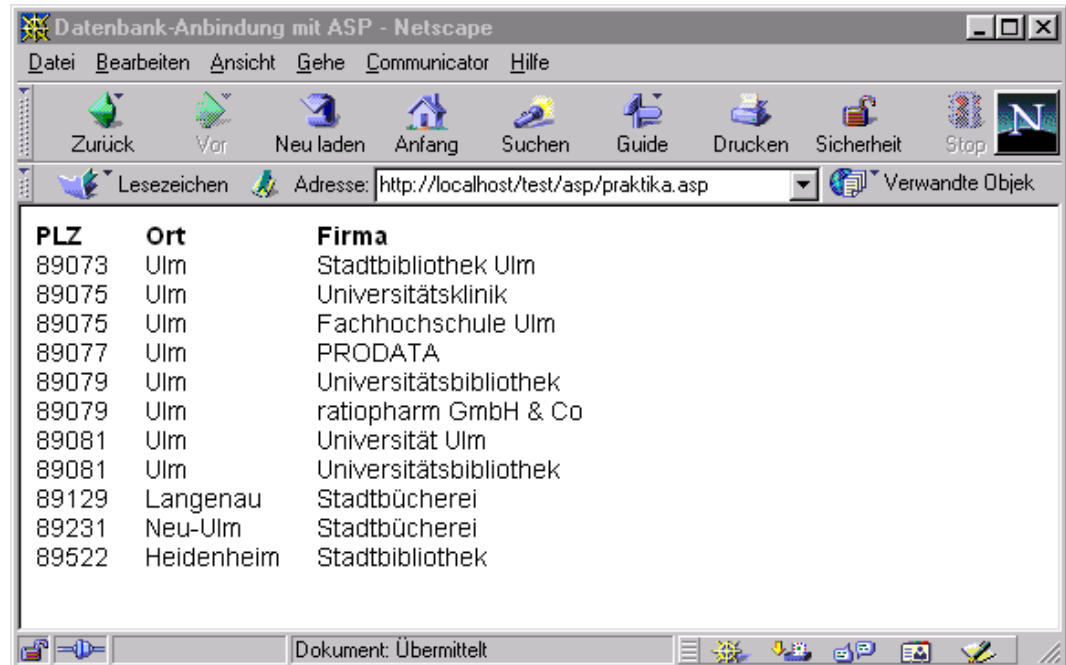 Datenbank-Anbindung mit ASP - Netscape
Datei Bearbeiten Ansicht Gehe Communicator Hilfe
Zurück Vor Neu laden Anfang Suchen Guide Drucken Sicherheit Stop N
Lesezeichen Adresse: http://localhost/test/asp/praktika.asp Verwandte Objek
PLZ Ort Firma
89073 Ulm Stadtbibliothek Ulm
89075 Ulm Universitätsklinik
89075 Ulm Fachhochschule Ulm
89077 Ulm PRODATA
89079 Ulm Universitätsbibliothek
89079 Ulm ratiopharm GmbH & Co
89081 Ulm Universität Ulm
89081 Ulm Universitätsbibliothek
89129 Langenau Stadtbücherei
89231 Neu-Ulm Stadtbücherei
89522 Heidenheim Stadtbibliothek
Dokument: Übermittelt